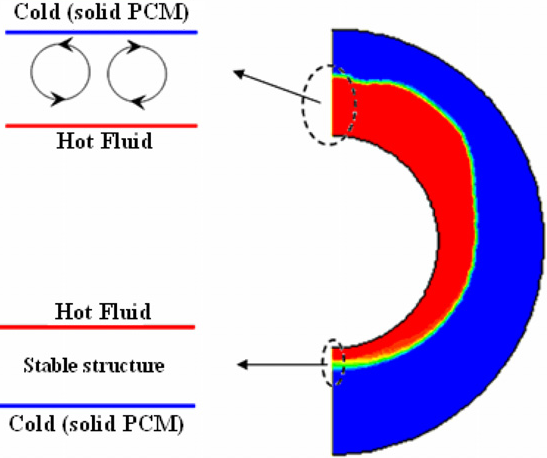 Cold (solid PCM)
Hot Fluid
Hot Fluid
Stable structure
Cold (solid PCM)